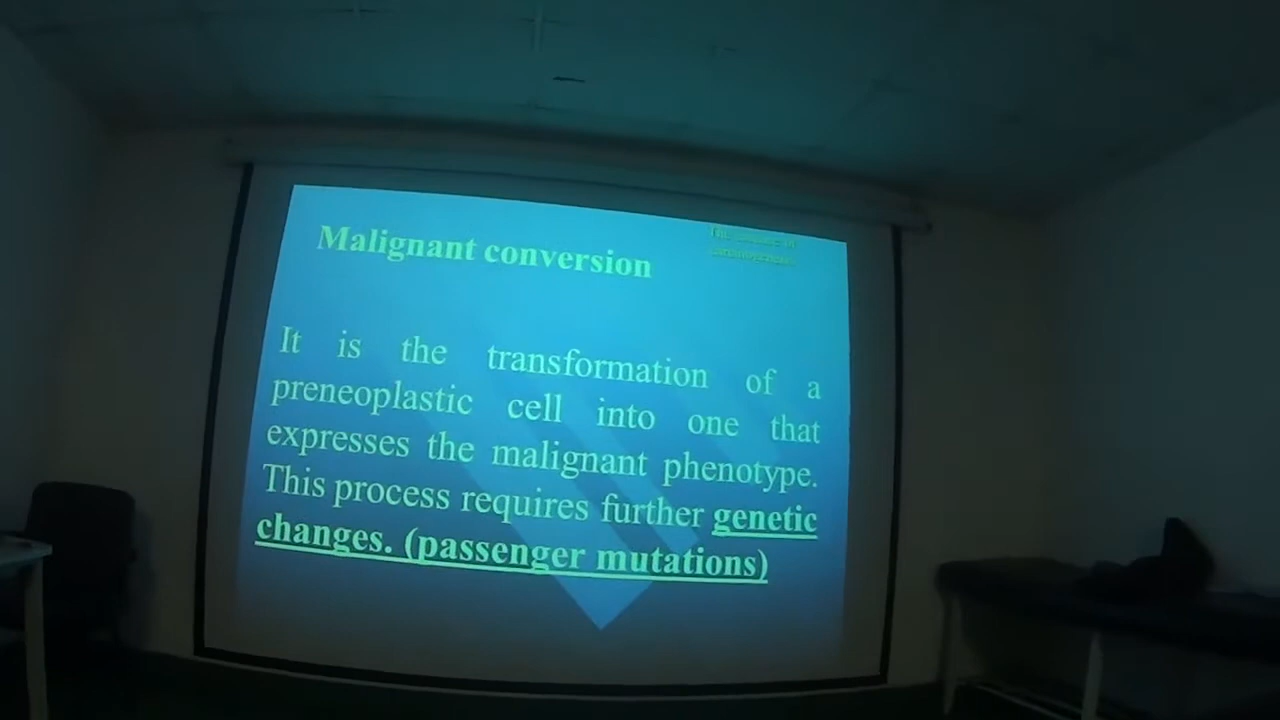 Malignant conversion
It is the transformation of a
preneoplastic cell into one that
expresses the malignant phenotype.
This process requires further genetic
changes. (passenger mutations)